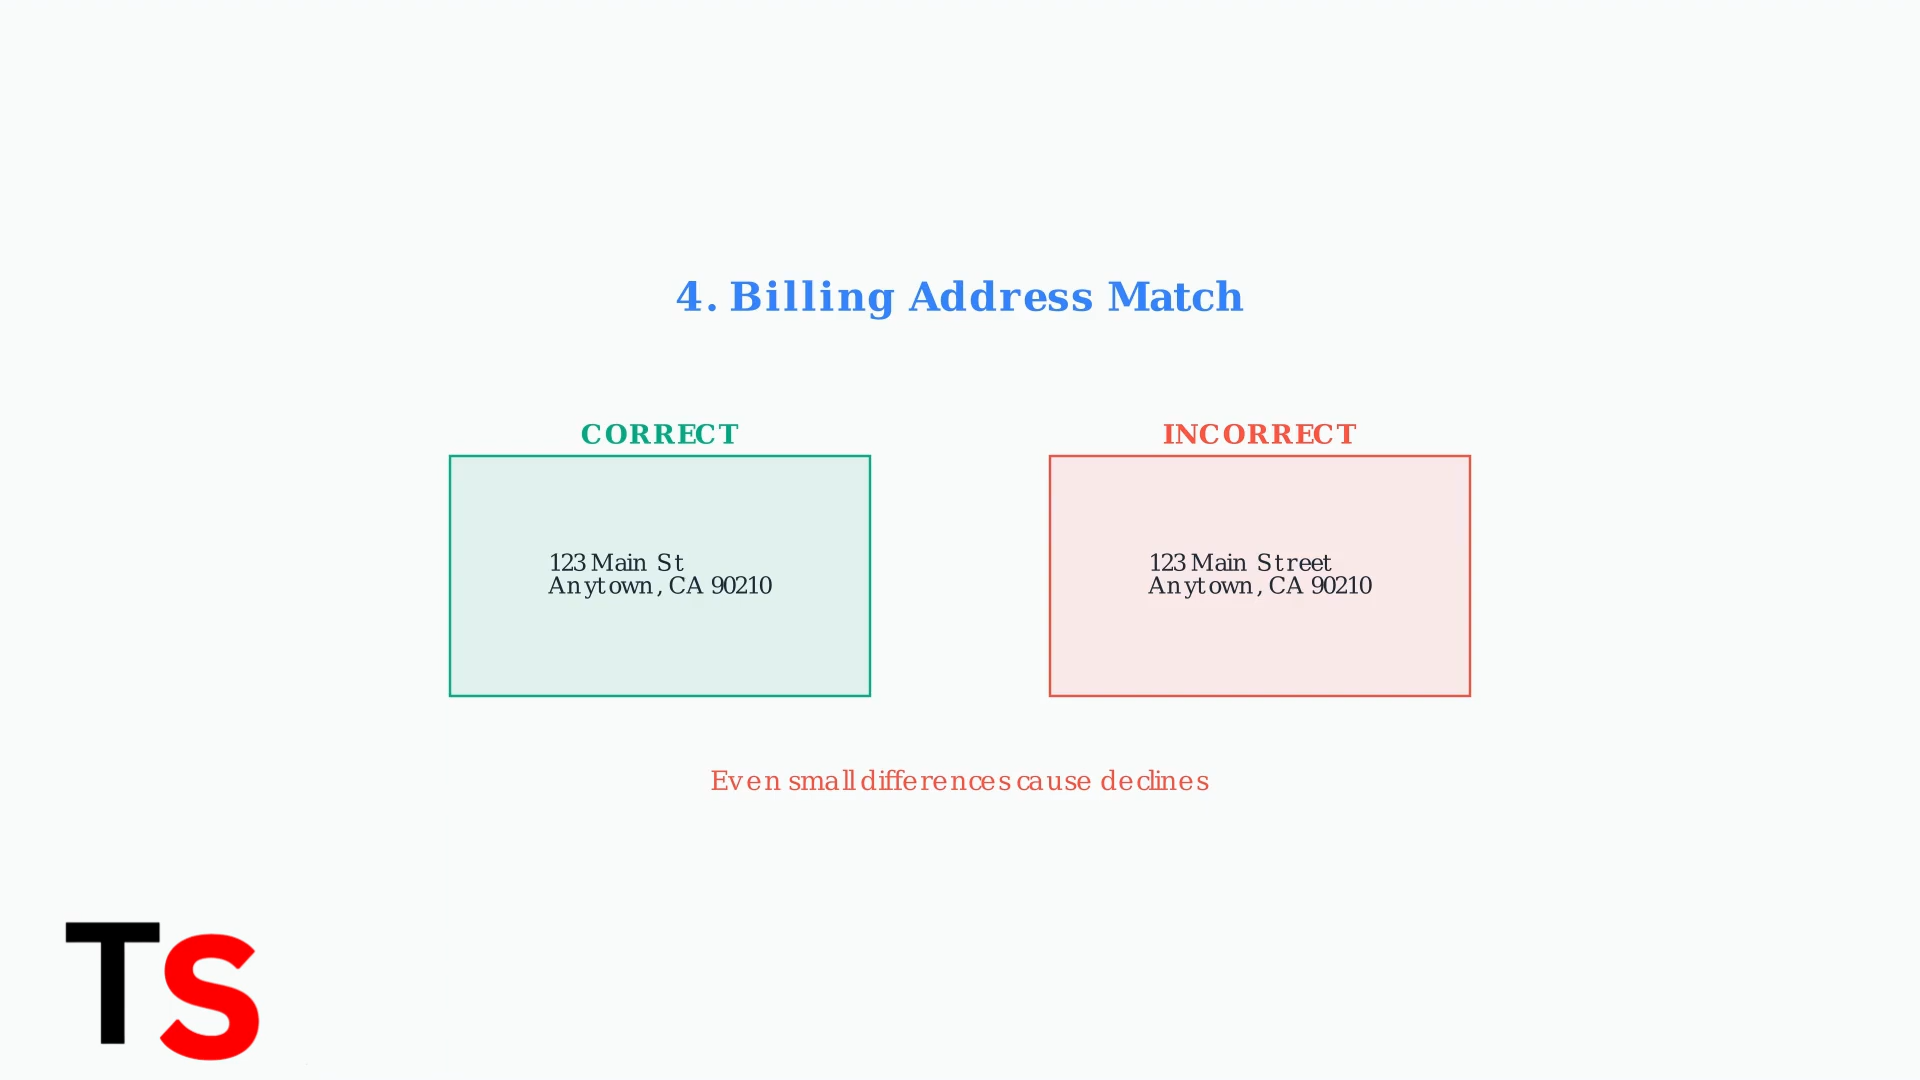 4. Billing Address Match
CORRECT
123 Main St
Anytown, CA 90210
INCORRECT
123 Main Street
Anytown, CA 90210
Even small differences cause declines
TS